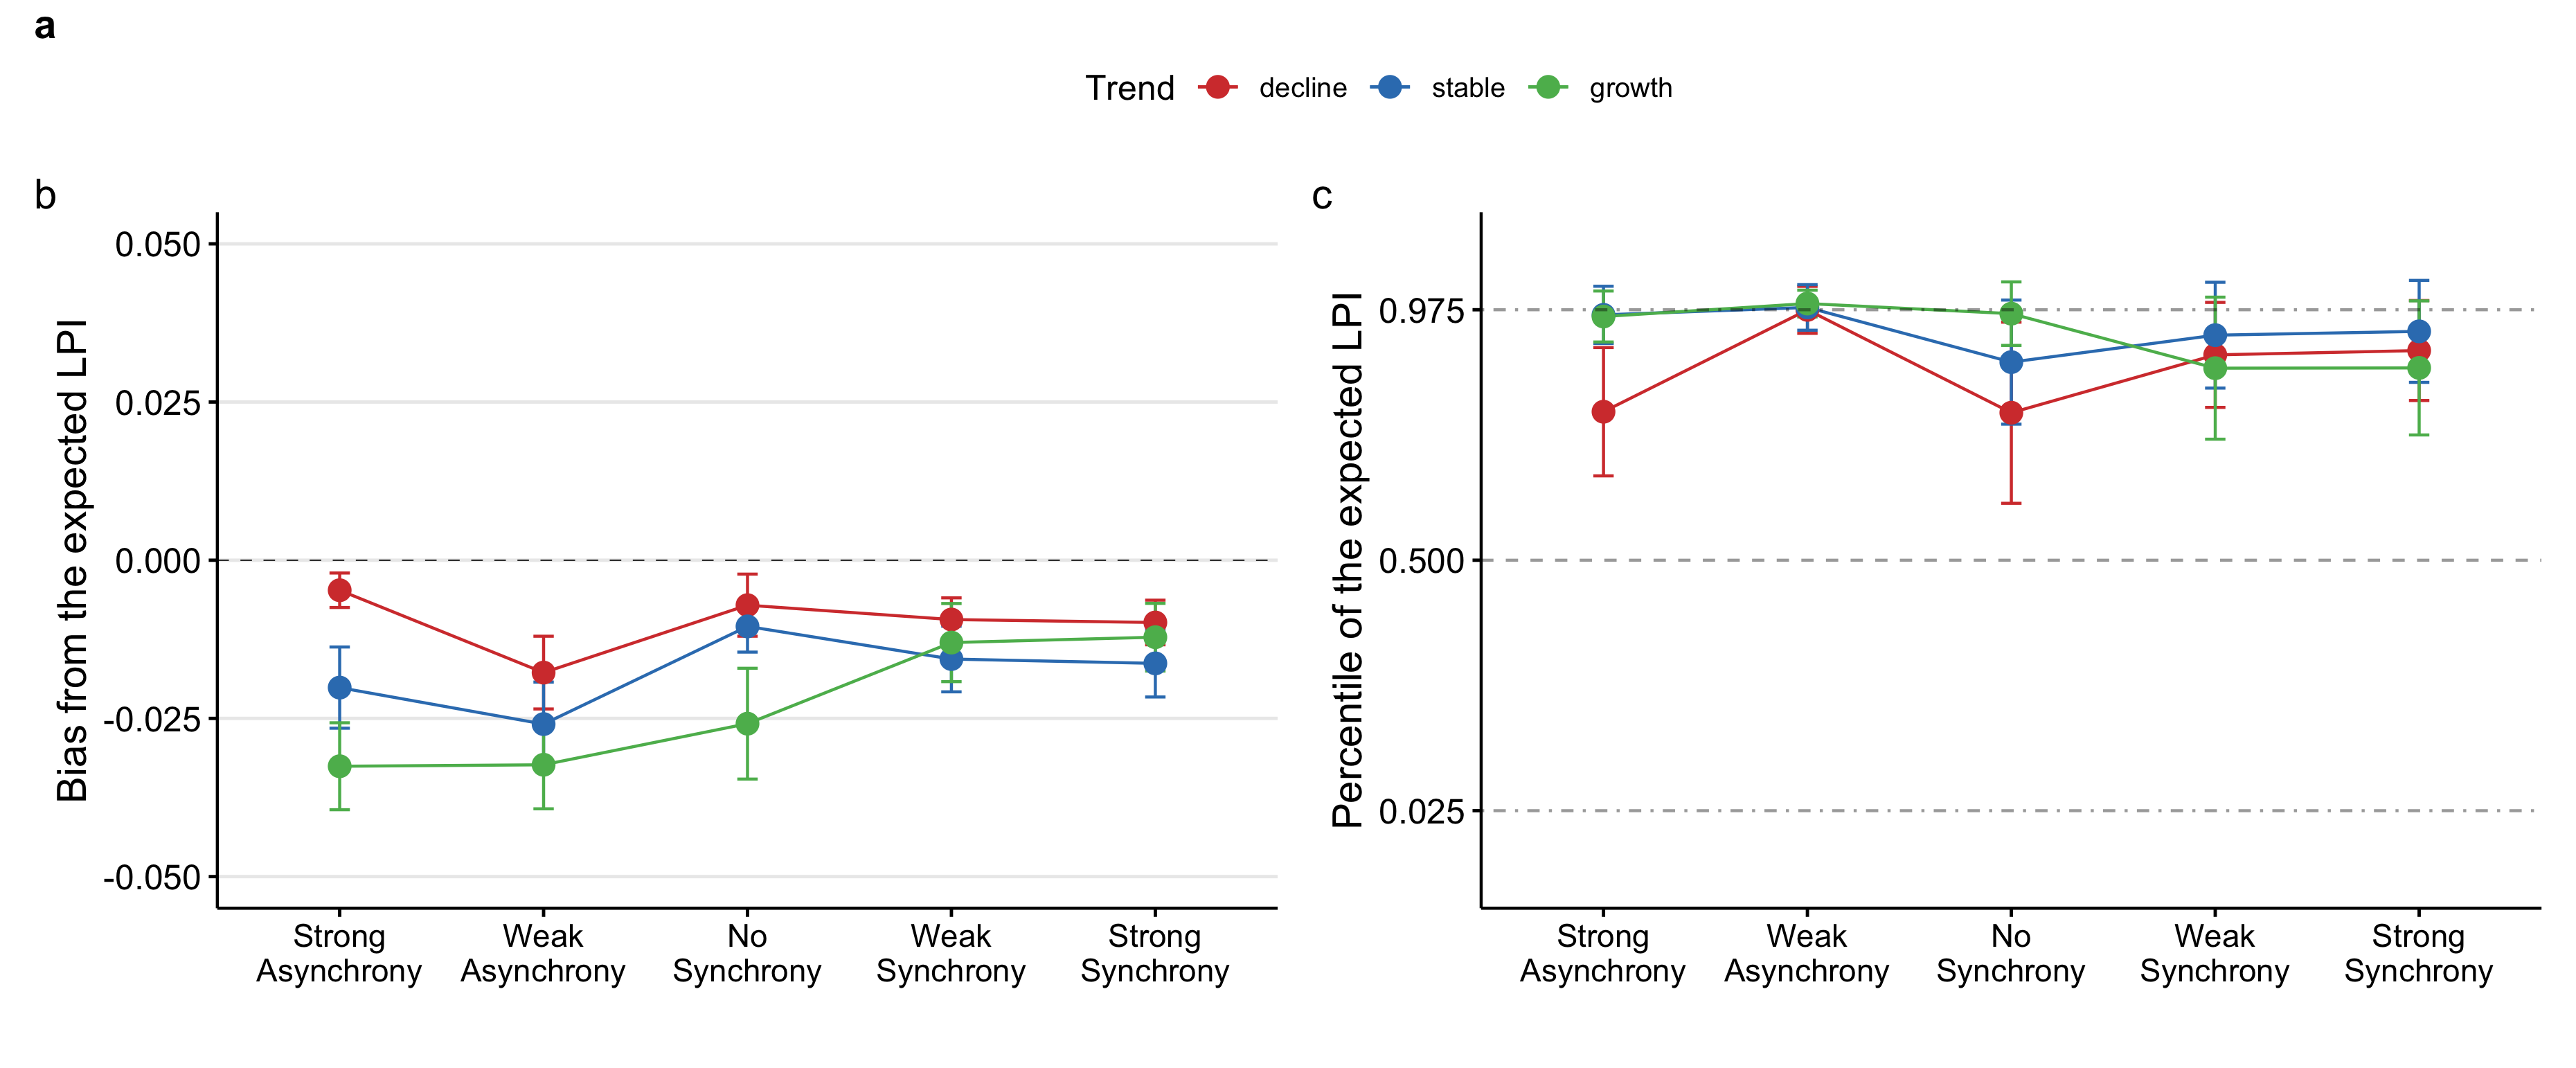 a
Trend decline stable growth
b
Bias from the expected LPI
0.050
0.025
0.000
-0.025
-0.050
Strong Asynchrony
Weak Asynchrony
No Synchrony
Weak Synchrony
Strong Synchrony
c
Percentile of the expected LPI
0.975
0.500
0.025
Strong Asynchrony
Weak Asynchrony
No Synchrony
Weak Synchrony
Strong Synchrony